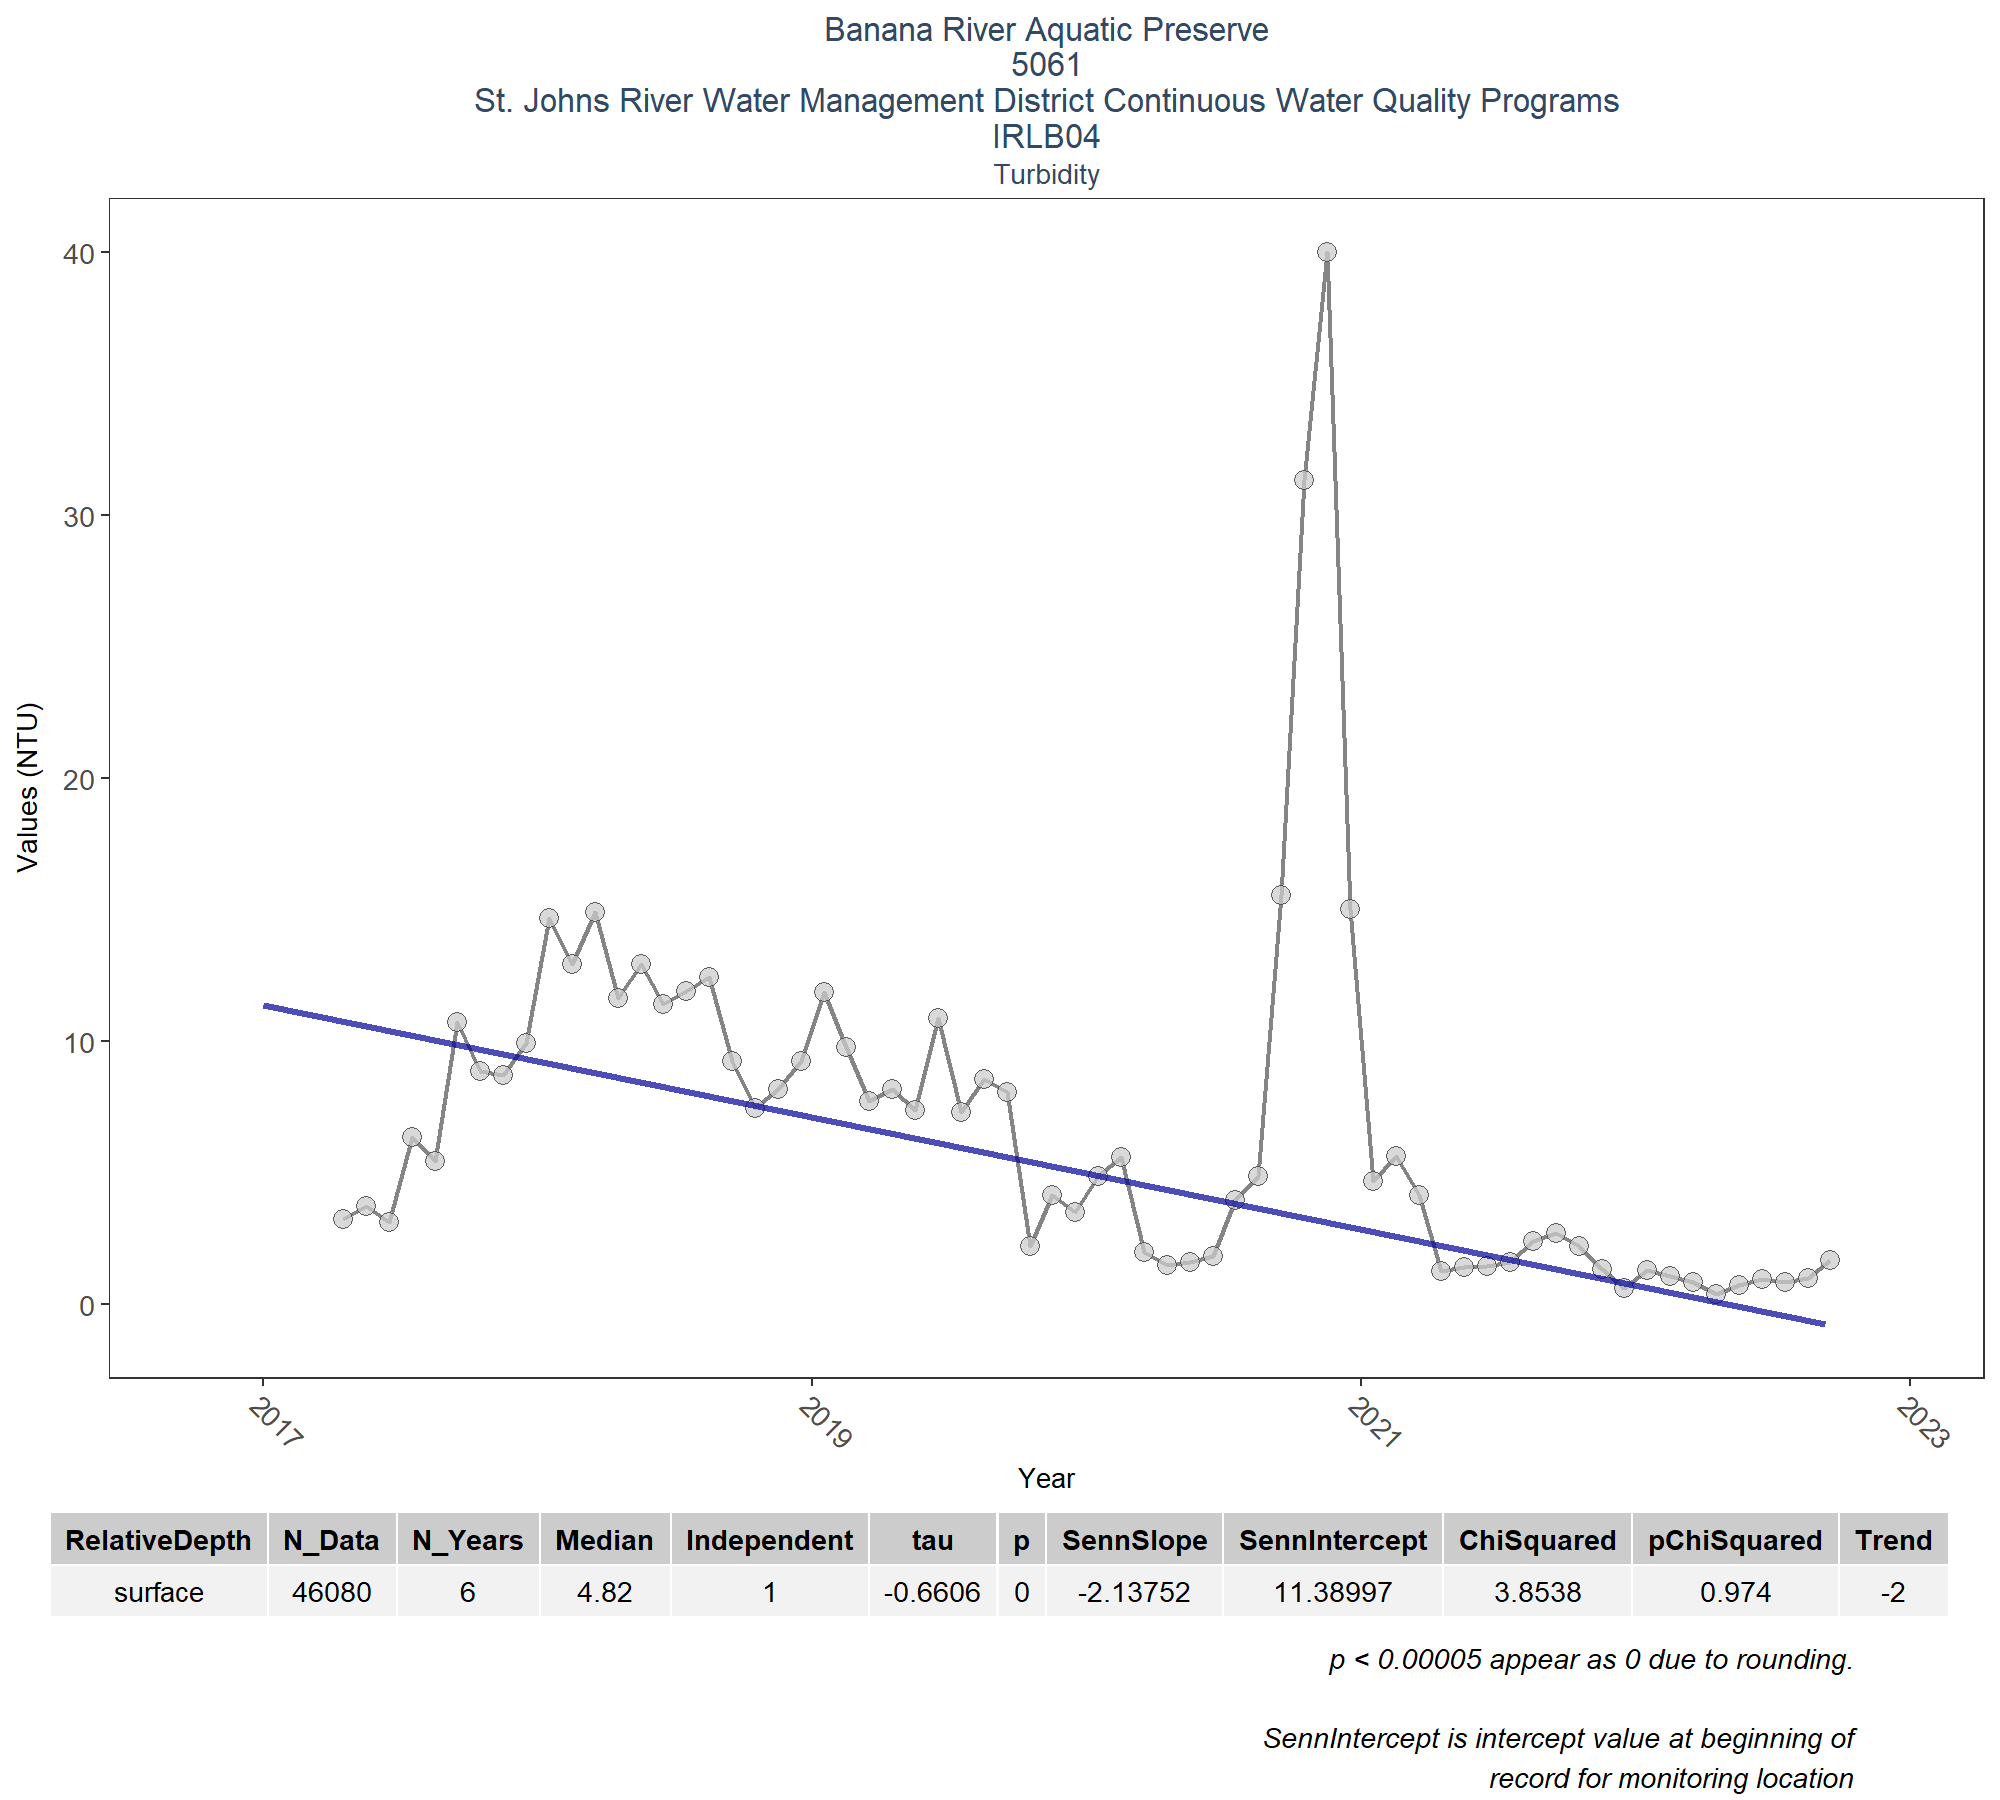 Banana River Aquatic Preserve
5061
St. Johns River Water Management District Continuous Water Quality Programs
IRLB04
Turbidity
Values (NTU)
40
30
20
10
0
2017 2019 2021 2023
Year
RelativeDepth N_Data N_Years Median Independent tau p SennSlope SennIntercept ChiSquared pChiSquared Trend
surface 46080 6 4.82 1 -0.6606 0 -2.13752 11.38997 3.8538 0.974 -2
p < 0.00005 appear as 0 due to rounding.
SennIntercept is intercept value at beginning of
record for monitoring location